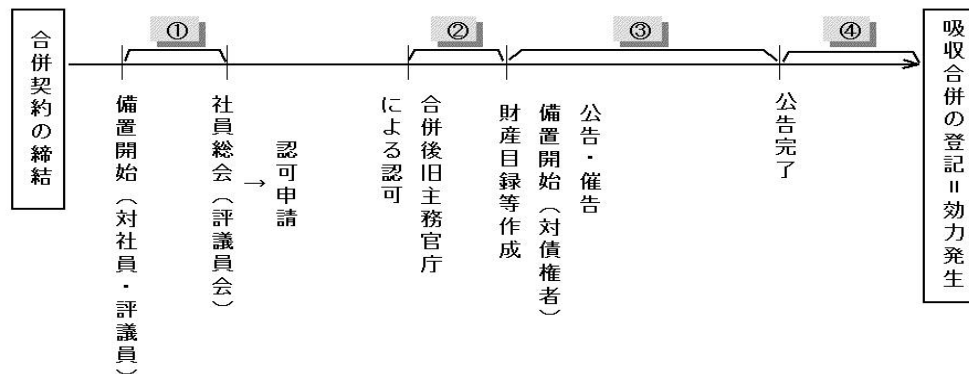 合併契約の締結
①
②
③
④
備置開始（対社員・評議員）
社員総会（評議員会）
→
認可申請
合併後旧主務官庁
による認可
財産目録等作成
備置開始（対債権者）
公告・催告
公告完了
吸収合併の登記＝効力発生